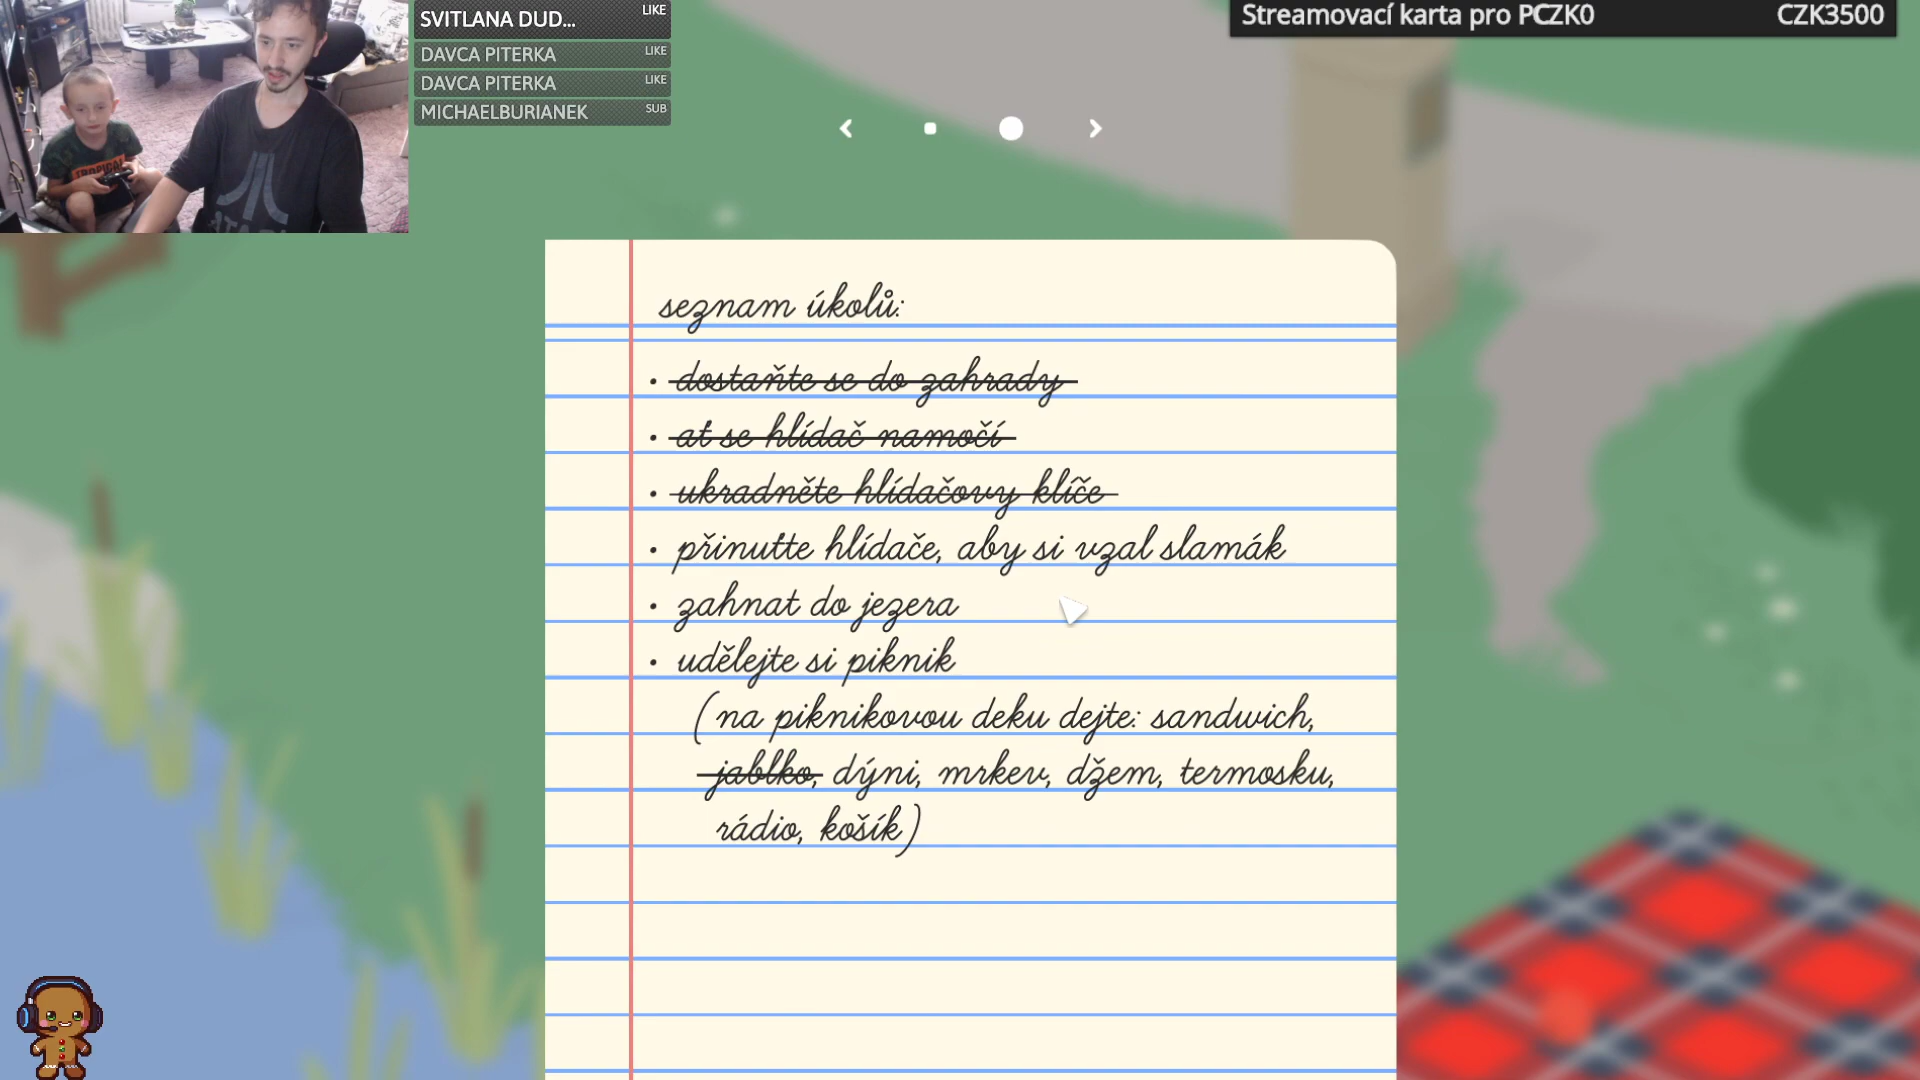 SVITLANA DUD... LIKE
DAVCA PITERKA LIKE
DAVCA PITERKA LIKE
MICHAELBURIANEK SUB
Streamovací karta pro PCZK0 CZK3500
TROPICAL
ATARI
seznam úkolů:
• dostaňte se do zahrady
• ať se hlídač namočí
• ukradněte hlídačovy klíče
• přinuťte hlídače, aby si vzal slamák
• zahnat do jezera
• udělejte si piknik
(na piknikovou deku dejte: sandwich,
jablko, dýni, mrkev, džem, termosku,
rádio, košík)